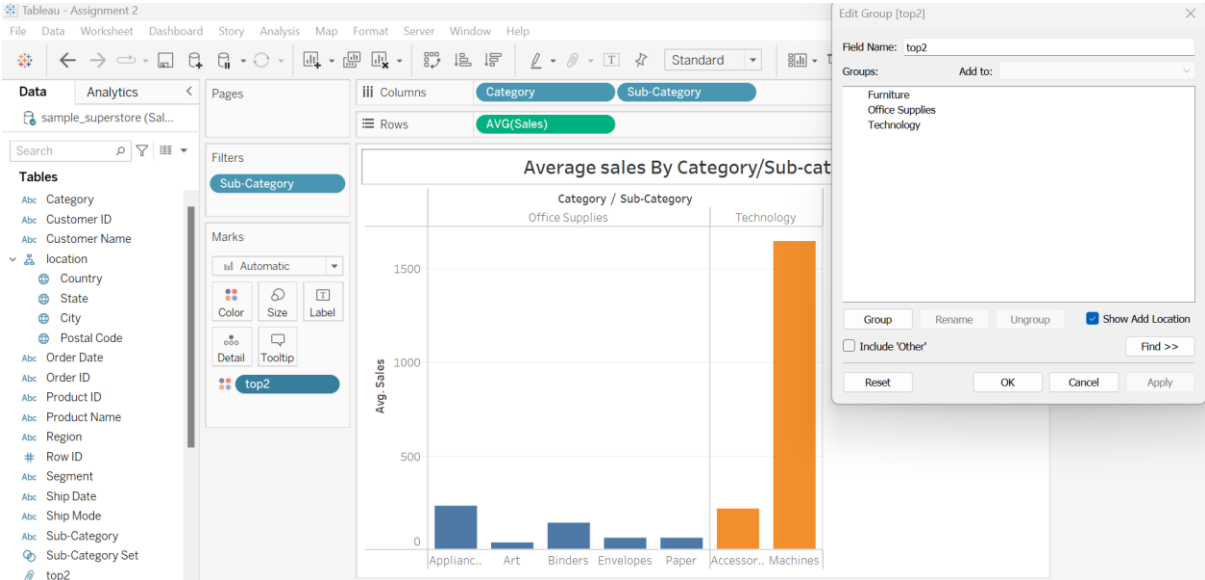 Tableau - Assignment 2
File Data Worksheet Dashboard Story Analysis Map Format Server Window Help
Standard
Data Analytics
sample_superstore (Sal...
Search
Tables
Abc Category
Abc Customer ID
Abc Customer Name
location
Country
State
City
Postal Code
Abc Order Date
Abc Order ID
Abc Product ID
Abc Product Name
Abc Region
# Row ID
Abc Segment
Abc Ship Date
Abc Ship Mode
Abc Sub-Category
Sub-Category Set
top2
Pages
Filters
Sub-Category
Marks
Automatic
Color Size Label
Detail Tooltip
top2
Columns Category Sub-Category
Rows AVG(Sales)
Average sales By Category/Sub-cat
Category / Sub-Category
Office Supplies Technology
1500
1000
500
0
Avg. Sales
Applianc.. Art Binders Envelopes Paper Accessor.. Machines
Edit Group [top2]
Field Name: top2
Groups: Add to:
Furniture
Office Supplies
Technology
Group Rename Ungroup Show Add Location
Include 'Other' Find >>
Reset OK Cancel Apply